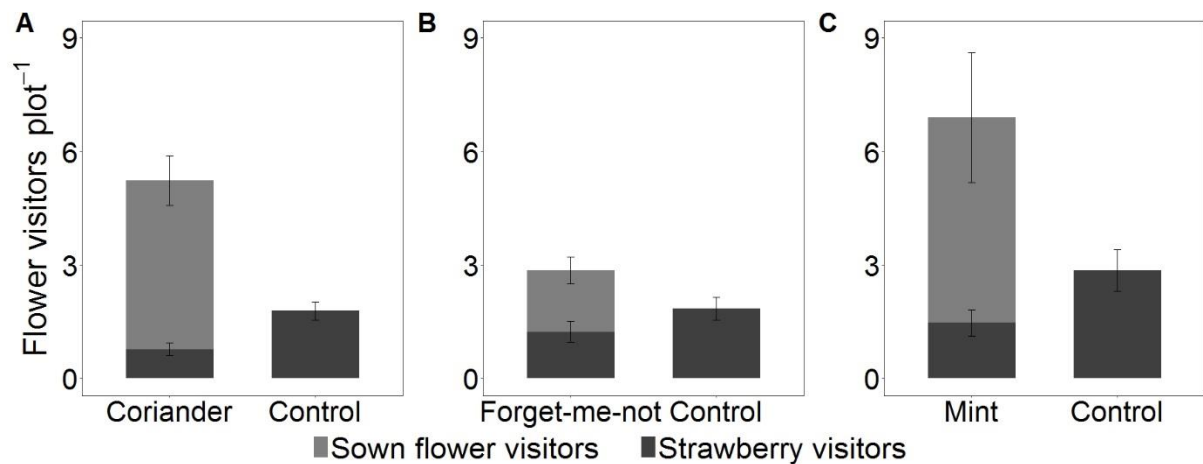 A
B
C
Flower visitors plot⁻¹
9
6
3
0
Coriander Control
9
6
3
0
Forget-me-not Control
9
6
3
0
Mint Control
Sown flower visitors Strawberry visitors